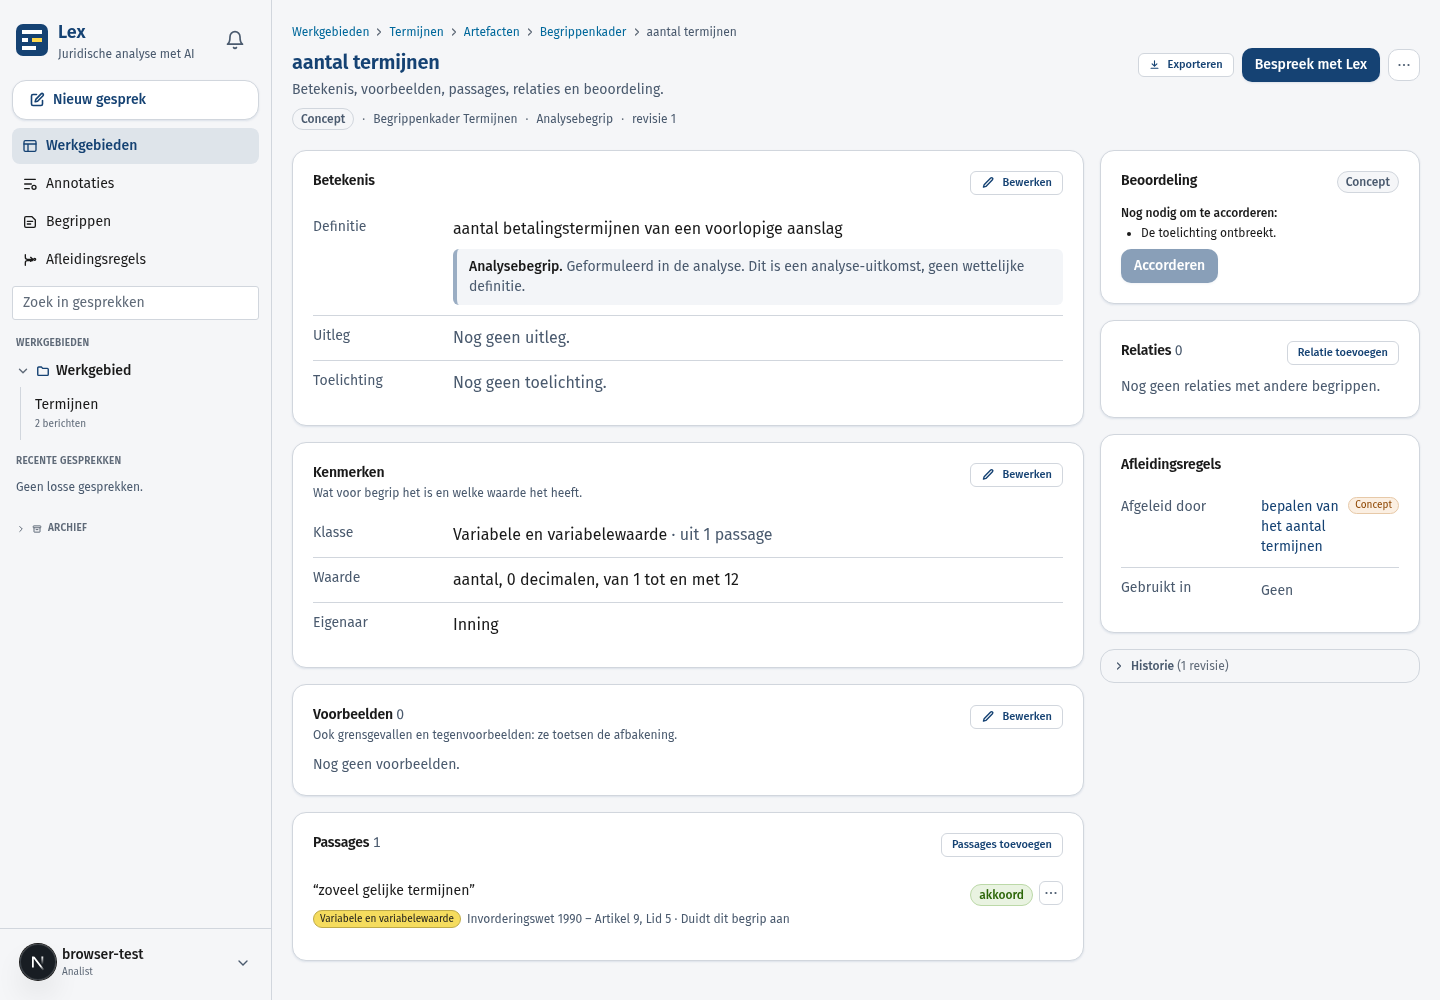 Lex
Juridische analyse met AI
Nieuw gesprek
Werkgebieden
Annotaties
Begrippen
Afleidingsregels
Zoek in gesprekken
WERKGEBIEDEN
Werkgebied
Termijnen
2 berichten
RECENTE GESPREKKEN
Geen losse gesprekken.
ARCHIEF
N
browser-test
Analist
Werkgebieden > Termijnen > Artefacten > Begrippenkader > aantal termijnen
aantal termijnen
Betekenis, voorbeelden, passages, relaties en beoordeling.
Concept · Begrippenkader Termijnen · Analysebegrip · revisie 1
Exporteren
Bespreek met Lex
Betekenis
Bewerken
Definitie
aantal betalingstermijnen van een voorlopige aanslag
Analysebegrip. Geformuleerd in de analyse. Dit is een analyse-uitkomst, geen wettelijke
definitie.
Uitleg
Nog geen uitleg.
Toelichting
Nog geen toelichting.
Kenmerken
Bewerken
Wat voor begrip het is en welke waarde het heeft.
Klasse
Variabele en variabelewaarde · uit 1 passage
Waarde
aantal, 0 decimalen, van 1 tot en met 12
Eigenaar
Inning
Voorbeelden 0
Bewerken
Ook grensgevallen en tegenvoorbeelden: ze toetsen de afbakening.
Nog geen voorbeelden.
Passages 1
Passages toevoegen
“zoveel gelijke termijnen”
akkoord
Variabele en variabelewaarde Invorderingswet 1990 – Artikel 9, Lid 5 · Duidt dit begrip aan
Beoordeling
Concept
Nog nodig om te accorderen:
• De toelichting ontbreekt.
Accorderen
Relaties 0
Relatie toevoegen
Nog geen relaties met andere begrippen.
Afleidingsregels
Afgeleid door
bepalen van
het aantal
termijnen
Concept
Gebruikt in
Geen
Historie (1 revisie)